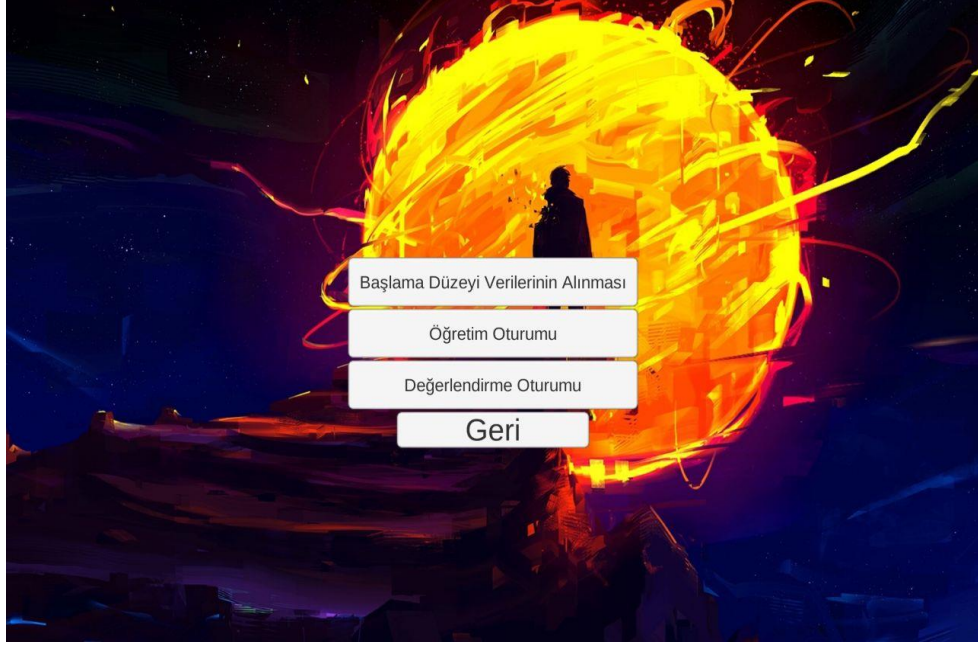 Başlama Düzeyi Verilerinin Alınması
Öğretim Oturumu
Değerlendirme Oturumu
Geri